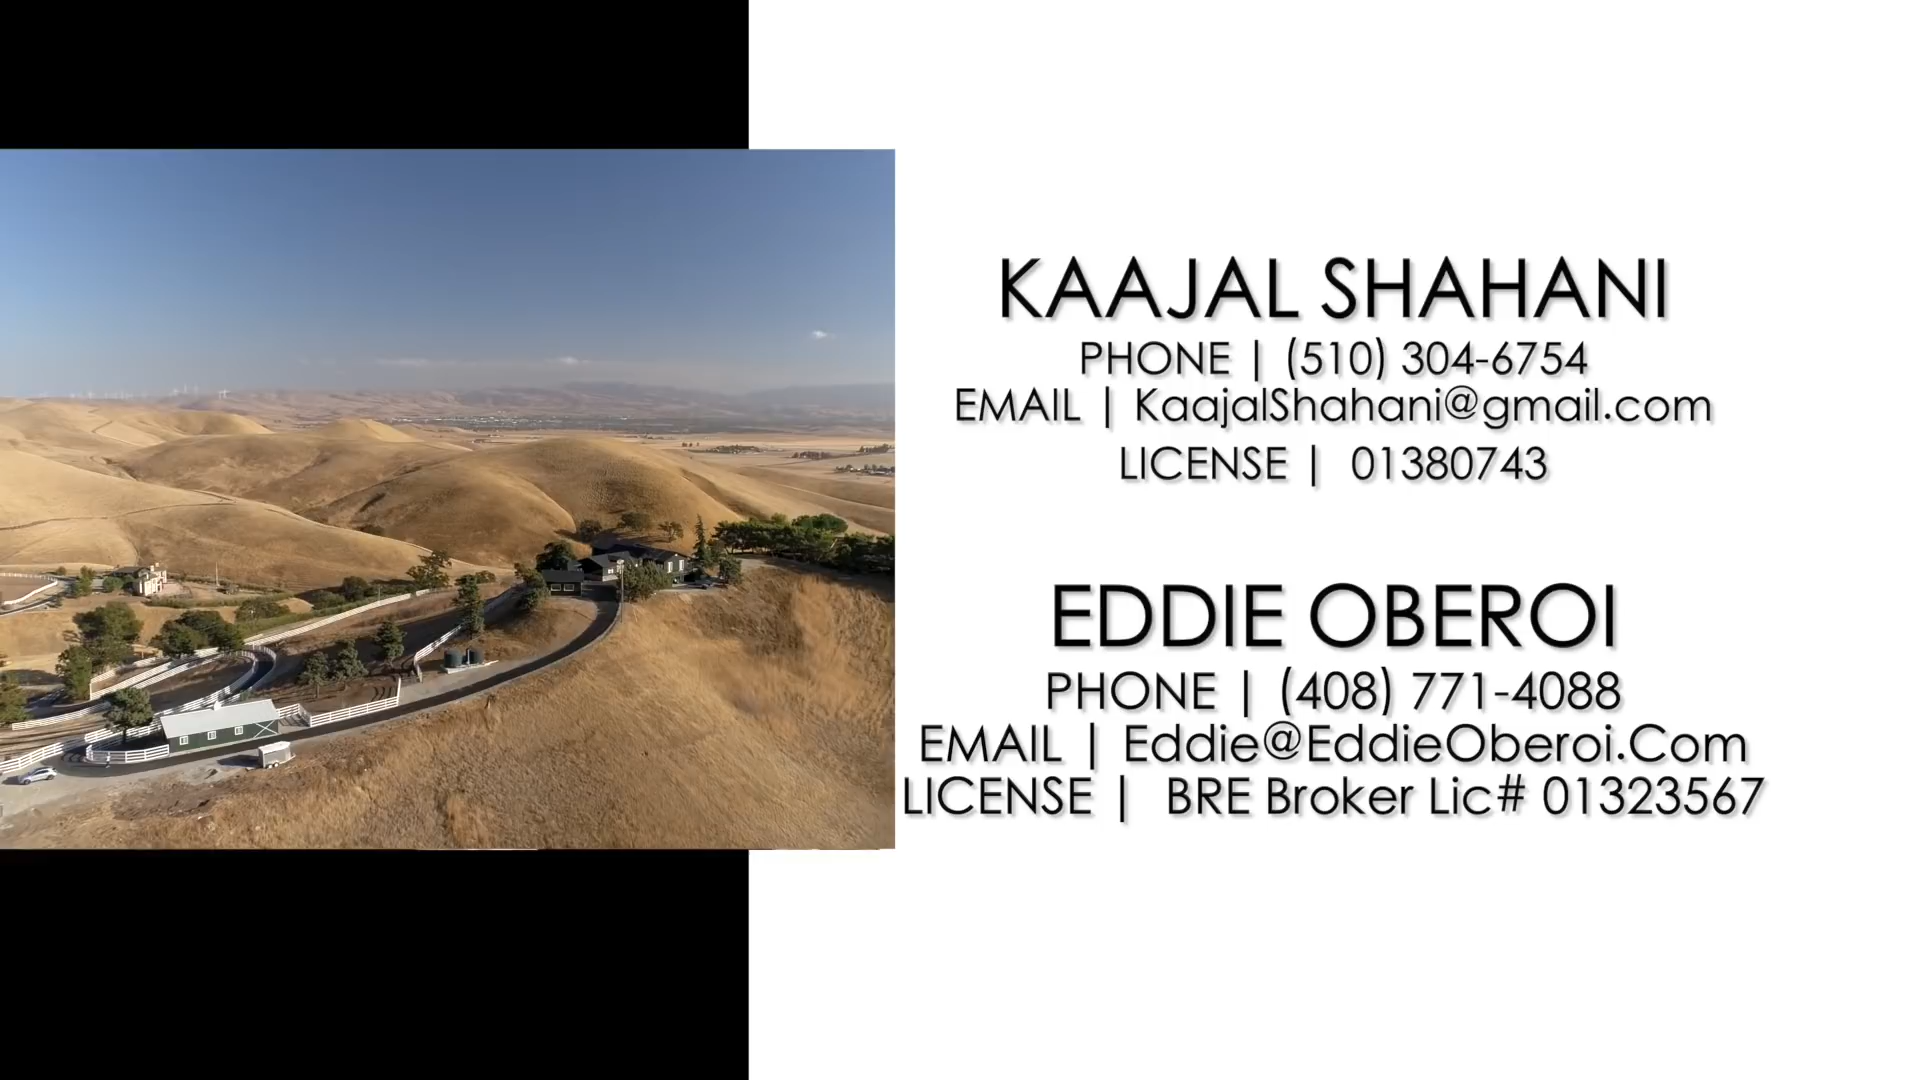 KAAJAL SHAHANI
PHONE | (510) 304-6754
EMAIL | KaajalShahani@gmail.com
LICENSE | 01380743
EDDIE OBEROI
PHONE | (408) 771-4088
EMAIL | Eddie@EddieOberoi.Com
LICENSE | BRE Broker Lic# 01323567